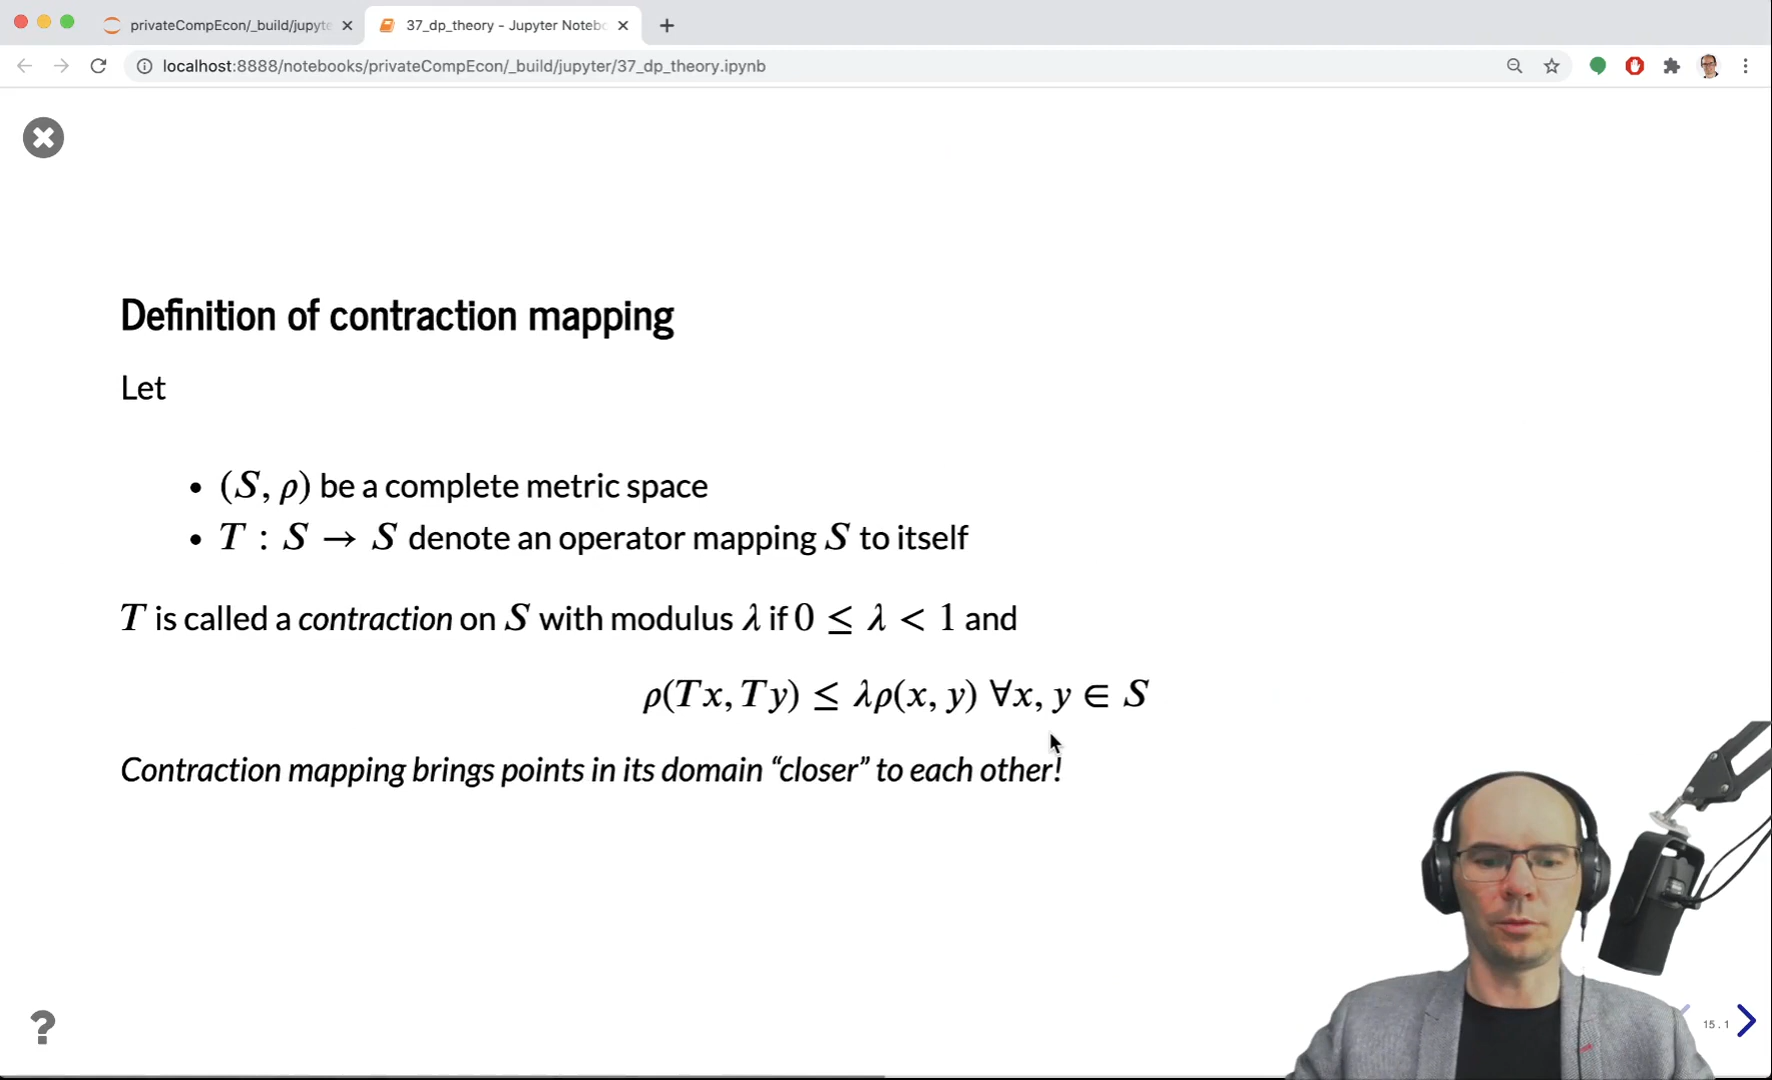 privateCompEcon/_build/jupyte
37_dp_theory - Jupyter Notebo
localhost:8888/notebooks/privateCompEcon/_build/jupyter/37_dp_theory.ipynb
Definition of contraction mapping
Let
• (S, ρ) be a complete metric space
• T : S → S denote an operator mapping S to itself
T is called a contraction on S with modulus λ if 0 ≤ λ < 1 and
ρ(Tx, Ty) ≤ λρ(x, y) ∀x, y ∈ S
Contraction mapping brings points in its domain “closer” to each other!
?
15.1